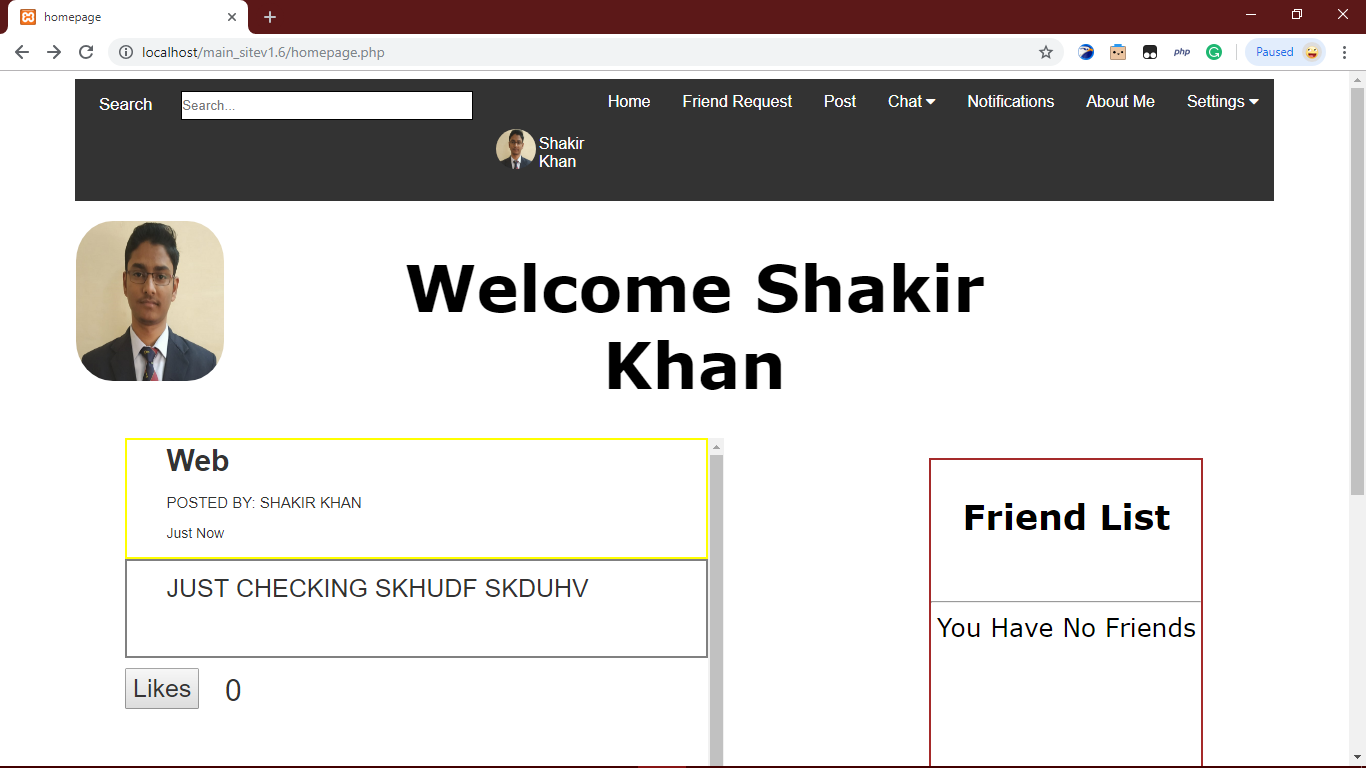 homepage
localhost/main_sitev1.6/homepage.php
php
Paused
Search
Search...
Home
Friend Request
Post
Chat
Notifications
About Me
Settings
Shakir
Khan
Welcome Shakir
Khan
Web
POSTED BY: SHAKIR KHAN
Just Now
JUST CHECKING SKHUDF SKDUHV
Likes 0
Friend List
You Have No Friends